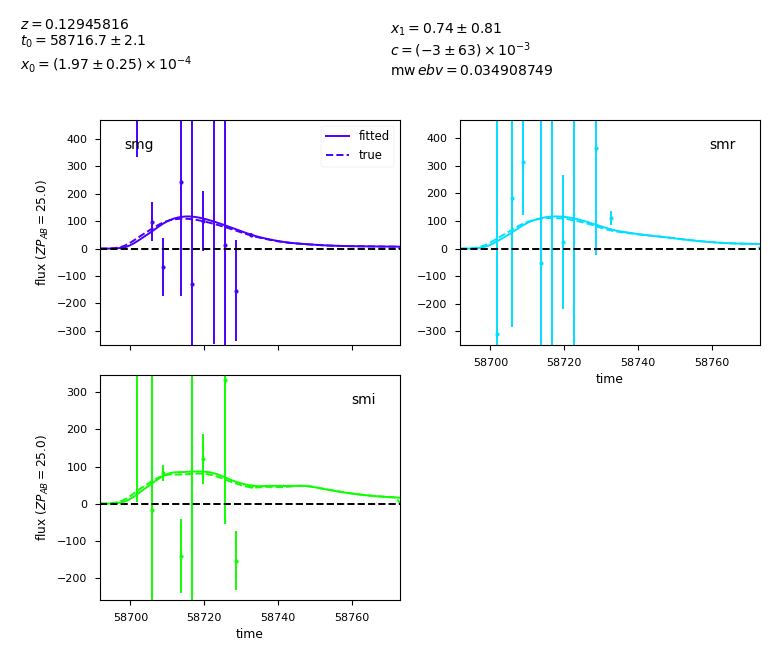 z = 0.12945816
t₀ = 58716.7 ± 2.1
x₀ = (1.97 ± 0.25) × 10⁻⁴
x₁ = 0.74 ± 0.81
c = (−3 ± 63) × 10⁻³
mw ebv = 0.034908749
smg
fitted
true
400
300
200
100
0
−100
−200
−300
flux (ZP_AB = 25.0)
smr
400
300
200
100
0
−100
−200
−300
58700 58720 58740 58760
time
smi
300
200
100
0
−100
−200
flux (ZP_AB = 25.0)
58700 58720 58740 58760
time